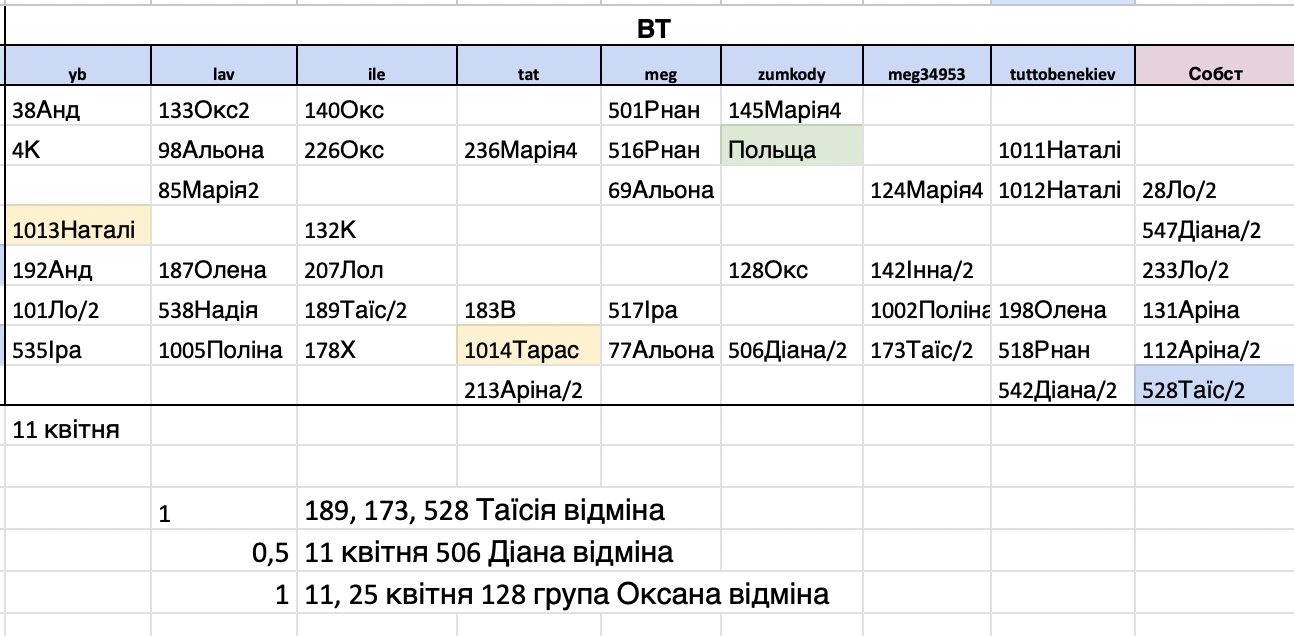 ВТ
yb lav ile tat meg zumkody meg34953 tuttobenekiev Собст
38Анд 133Окс2 140Окс 501Рнан 145Марія4
4К 98Альона 226Окс 236Марія4 516Рнан Польща 1011Наталі
85Марія2 69Альона 124Марія4 1012Наталі 28Ло/2
1013Наталі 132К 547Діана/2
192Анд 187Олена 207Лол 128Окс 142Інна/2 233Ло/2
101Ло/2 538Надія 189Таїс/2 183В 517Іра 1002Поліна 198Олена 131Аріна
535Іра 1005Поліна 178Х 1014Тарас 77Альона 506Діана/2 173Таїс/2 518Рнан 112Аріна/2
213Аріна/2 542Діана/2 528Таїс/2
11 квітня
1 189, 173, 528 Таїсія відміна
0,5 11 квітня 506 Діана відміна
1 11, 25 квітня 128 група Оксана відміна